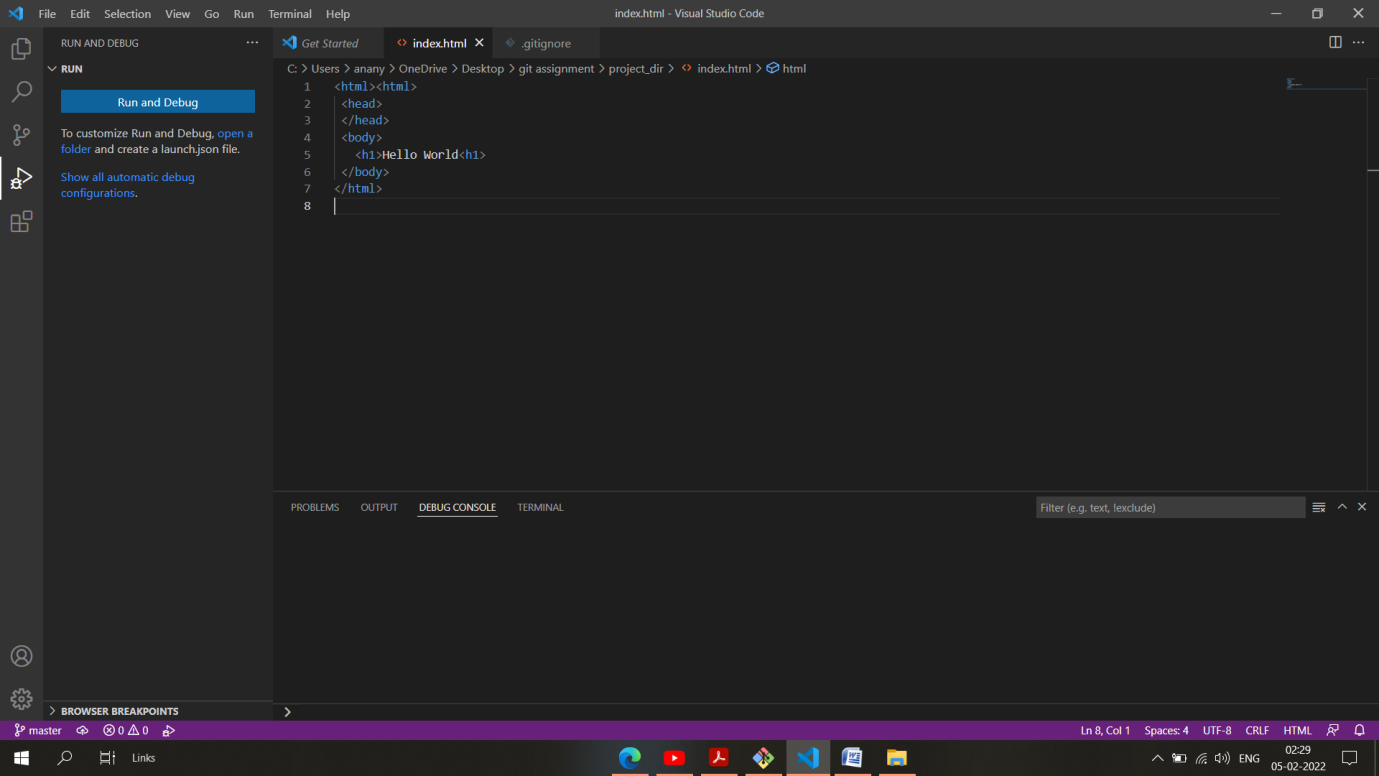 File Edit Selection View Go Run Terminal Help
index.html - Visual Studio Code
RUN AND DEBUG
Get Started
index.html
.gitignore
RUN
C: > Users > anany > OneDrive > Desktop > git assignment > project_dir > index.html > html
Run and Debug
To customize Run and Debug, open a
folder and create a launch.json file.
Show all automatic debug
configurations.
1 <html><html>
2 <head>
3 </head>
4 <body>
5 <h1>Hello World<h1>
6 </body>
7 </html>
8
PROBLEMS OUTPUT DEBUG CONSOLE TERMINAL
Filter (e.g. text, !exclude)
BROWSER BREAKPOINTS
master 0 0
Ln 8, Col 1 Spaces: 4 UTF-8 CRLF HTML
Links
ENG
02:29
05-02-2022